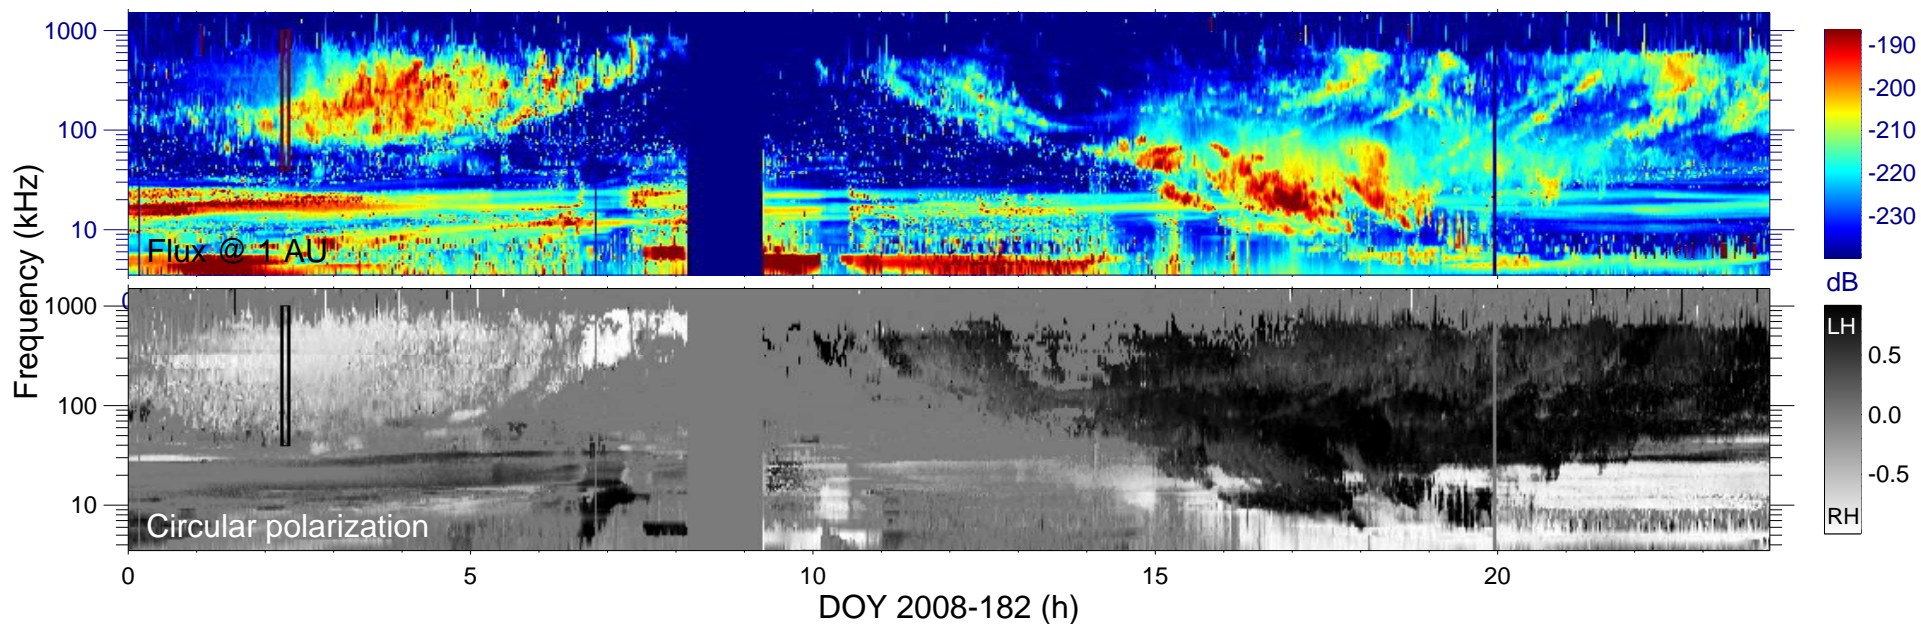 1000
100
10
Flux @ 1 AU
-190
-200
-210
-220
-230
dB
Frequency (kHz)
0
1000
100
10
Circular polarization
LH
0.5
0.0
-0.5
RH
0 5 10 15 20
DOY 2008-182 (h)